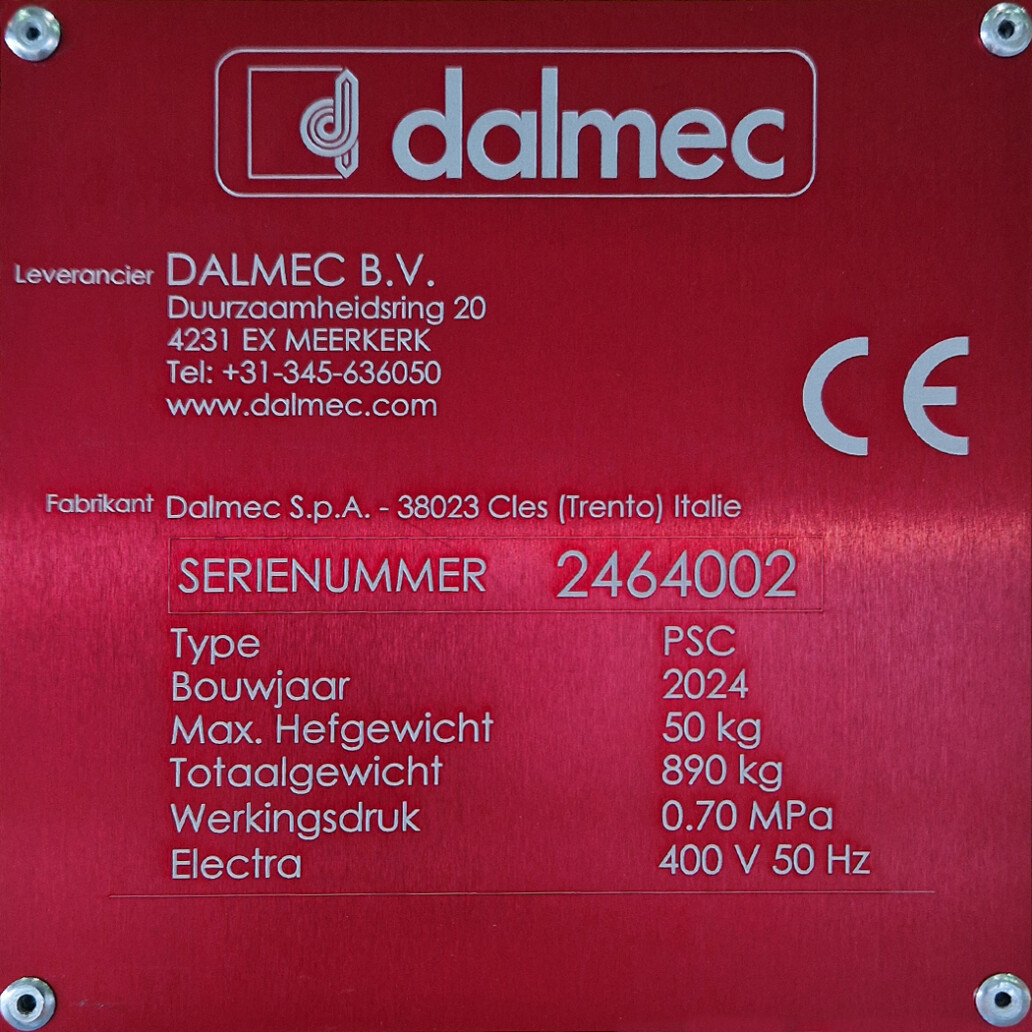 dalmec
Leverancier DALMEC B.V.
Duurzaamheidsring 20
4231 EX MEERKERK
Tel: +31-345-636050
www.dalmec.com
CE
Fabrikant Dalmec S.p.A. - 38023 Cles (Trento) Italie
SERIENUMMER 2464002
Type PSC
Bouwjaar 2024
Max. Hefgewicht 50 kg
Totaalgewicht 890 kg
Werkingsdruk 0.70 MPa
Electra 400 V 50 Hz